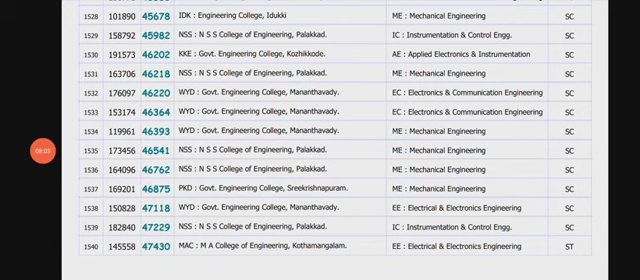 1528 101890 45678 IDK : Engineering College, Idukki ME : Mechanical Engineering SC
1529 158792 45982 NSS : N S S College of Engineering, Palakkad. IC : Instrumentation & Control Engg. SC
1530 191573 46202 KKE : Govt. Engineering College, Kozhikkode. AE : Applied Electronics & Instrumentation SC
1531 163706 46218 NSS : N S S College of Engineering, Palakkad. ME : Mechanical Engineering SC
1532 176097 46220 WYD : Govt. Engineering College, Mananthavady. EC : Electronics & Communication Engineering SC
1533 153174 46364 WYD : Govt. Engineering College, Mananthavady. EC : Electronics & Communication Engineering SC
1534 119961 46393 WYD : Govt. Engineering College, Mananthavady. ME : Mechanical Engineering SC
08:03
1535 173456 46541 NSS : N S S College of Engineering, Palakkad. ME : Mechanical Engineering SC
1536 164096 46762 NSS : N S S College of Engineering, Palakkad. ME : Mechanical Engineering SC
1537 169201 46875 PKD : Govt. Engineering College, Sreekrishnapuram. ME : Mechanical Engineering SC
1538 150828 47118 WYD : Govt. Engineering College, Mananthavady. EE : Electrical & Electronics Engineering SC
1539 182840 47229 NSS : N S S College of Engineering, Palakkad. IC : Instrumentation & Control Engg. SC
1540 145558 47430 MAC : M A College of Engineering, Kothamangalam. EE : Electrical & Electronics Engineering ST